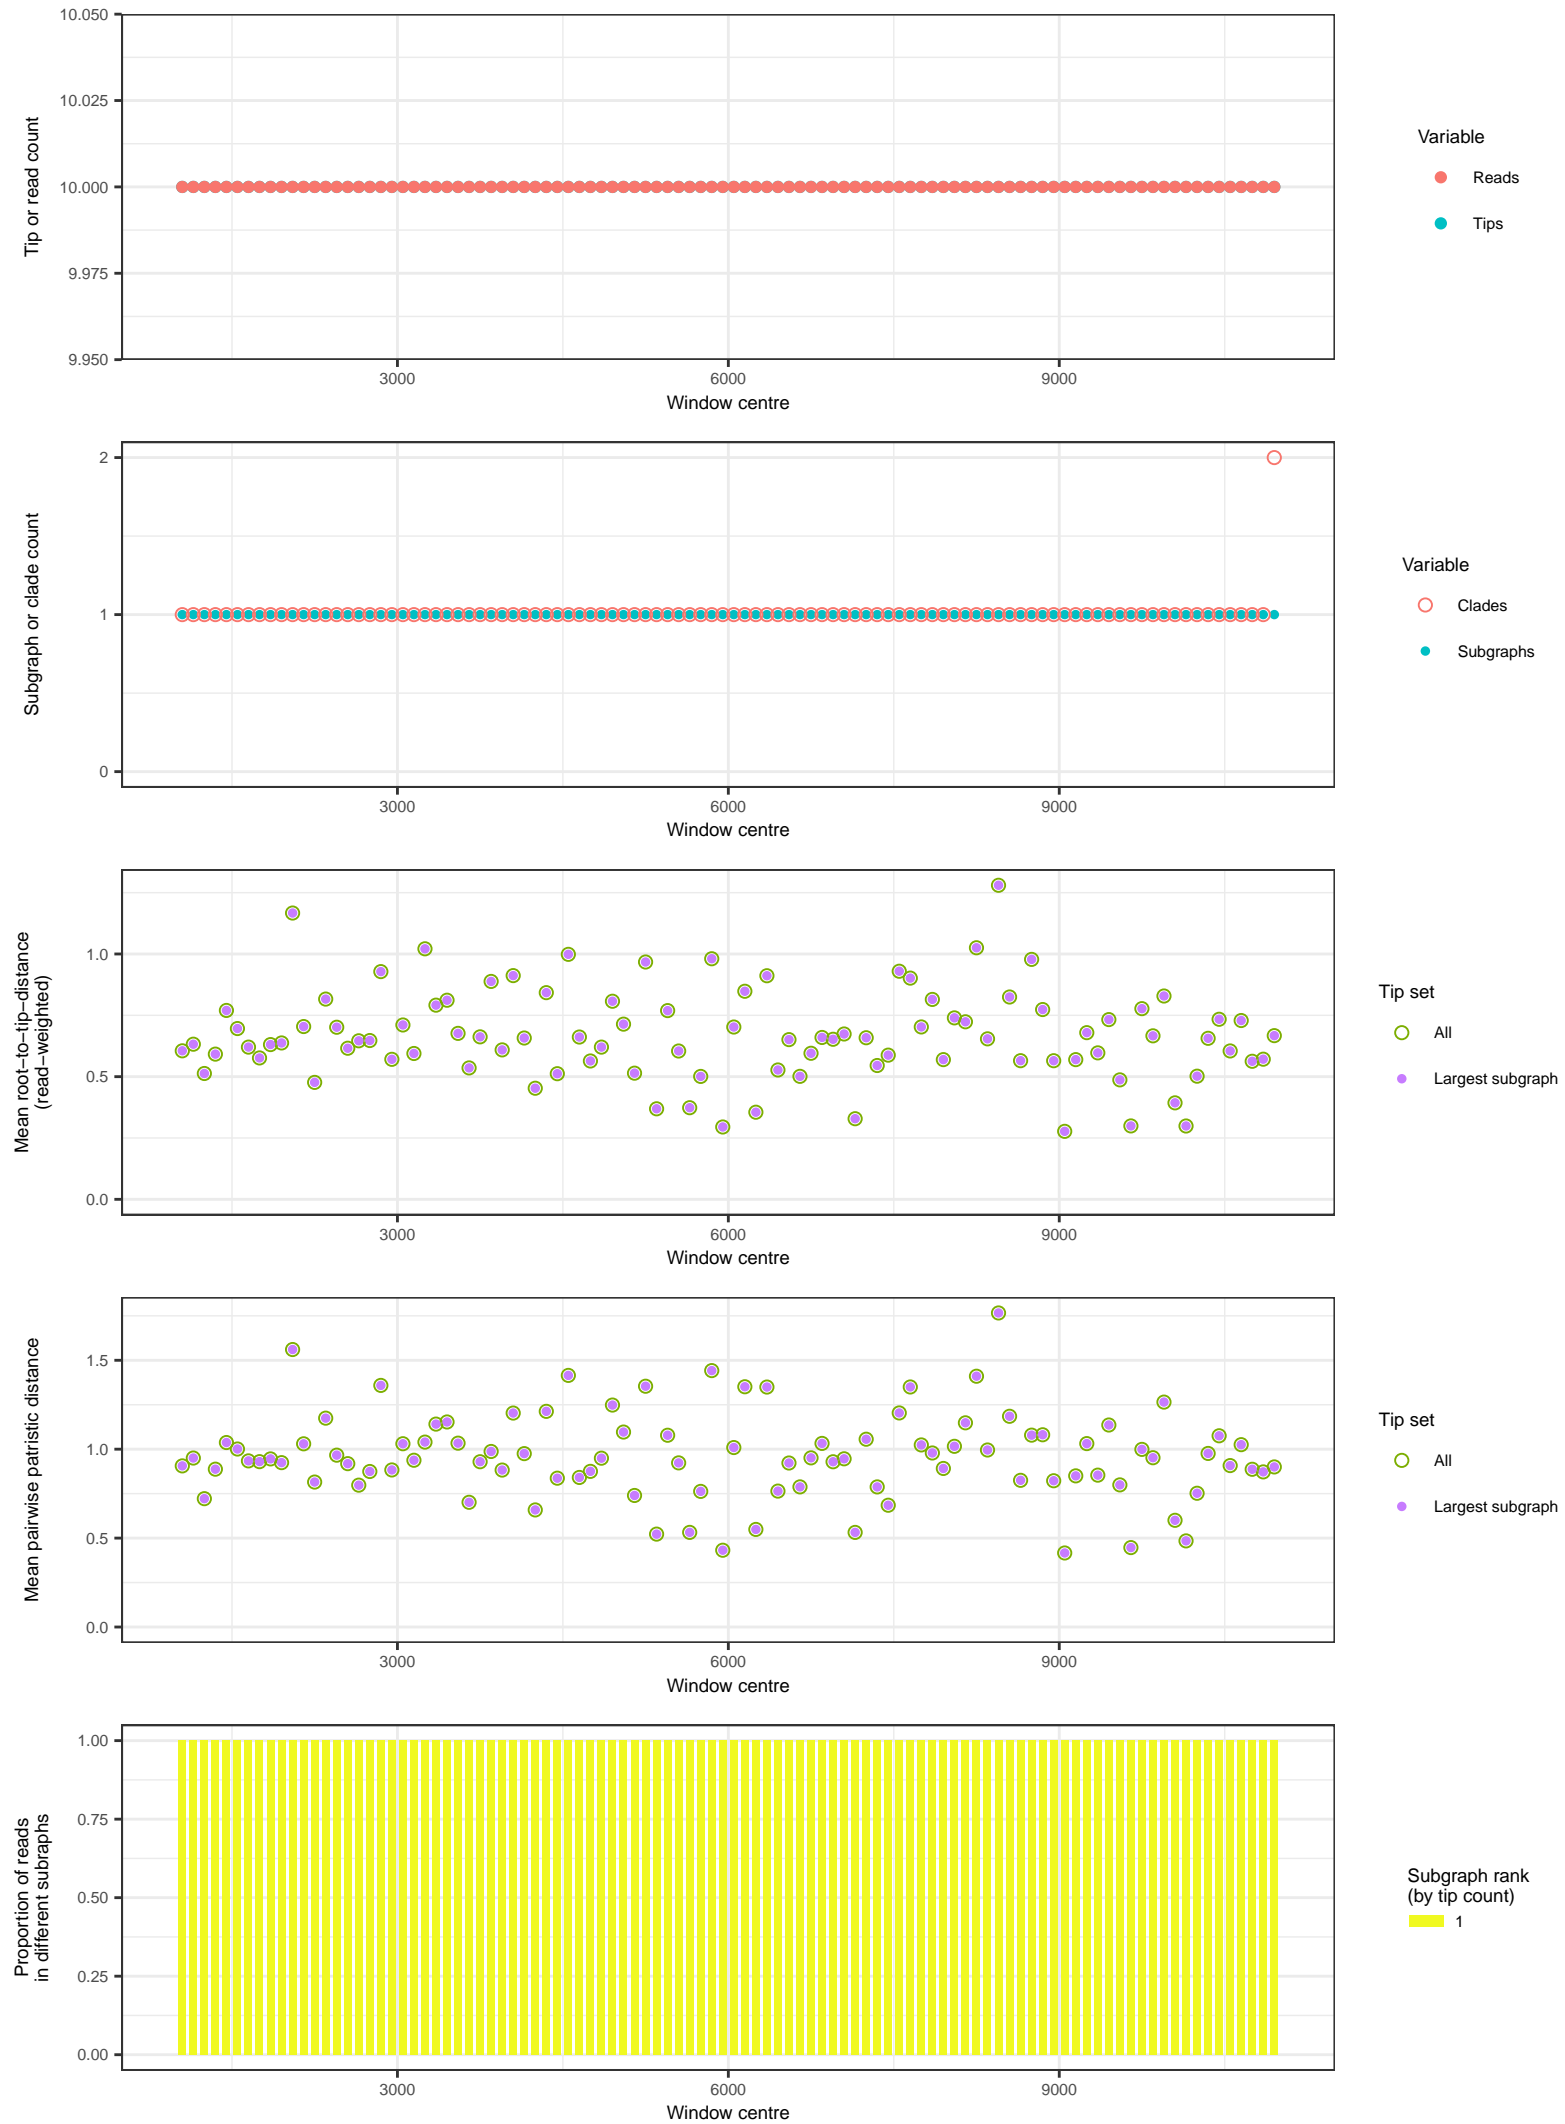 10.050
10.025
10.000
9.975
9.950
Tip or read count
3000
6000
9000
Window centre
Variable
Reads
Tips
2
1
0
Subgraph or clade count
3000
6000
9000
Window centre
Variable
Clades
Subgraphs
1.0
0.5
0.0
Mean root−to−tip−distance
(read−weighted)
3000
6000
9000
Window centre
Tip set
All
Largest subgraph
1.5
1.0
0.5
0.0
Mean pairwise patristic distance
3000
6000
9000
Window centre
Tip set
All
Largest subgraph
1.00
0.75
0.50
0.25
0.00
Proportion of reads
in different subraphs
3000
6000
9000
Window centre
Subgraph rank
(by tip count)
1